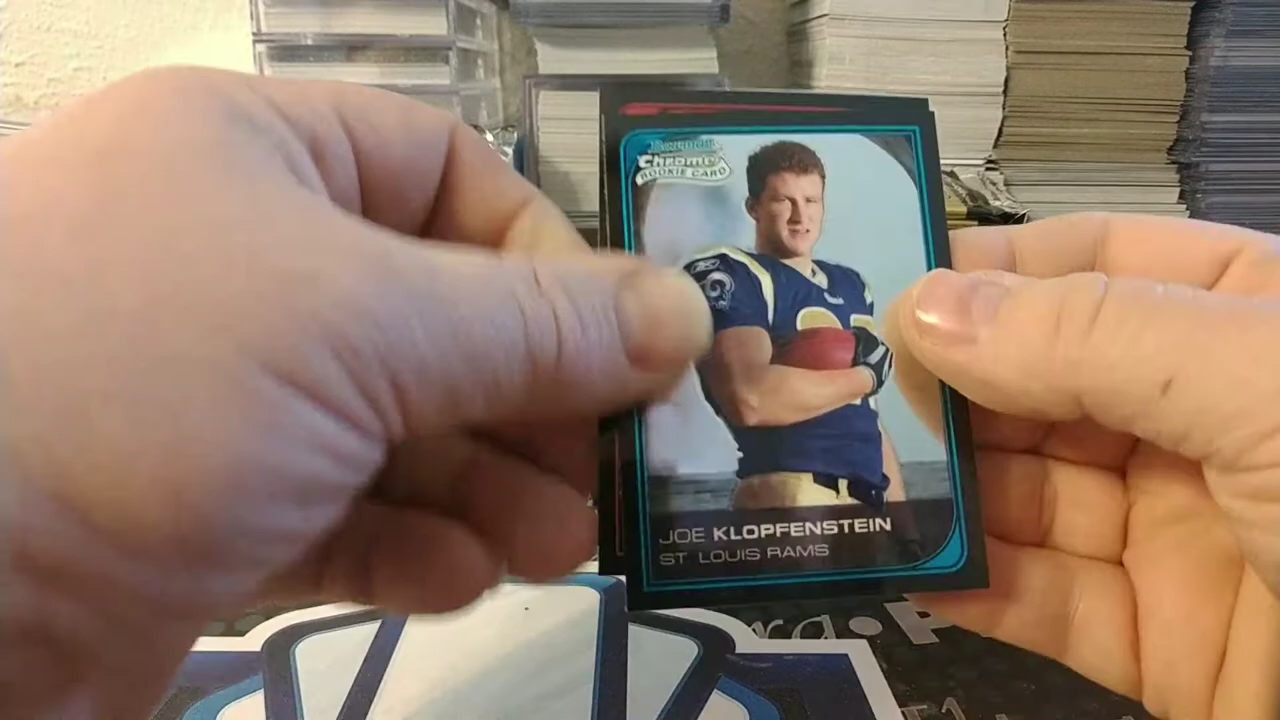 Bowman
Chrome
ROOKIE CARD
JOE KLOPFENSTEIN
ST. LOUIS RAMS